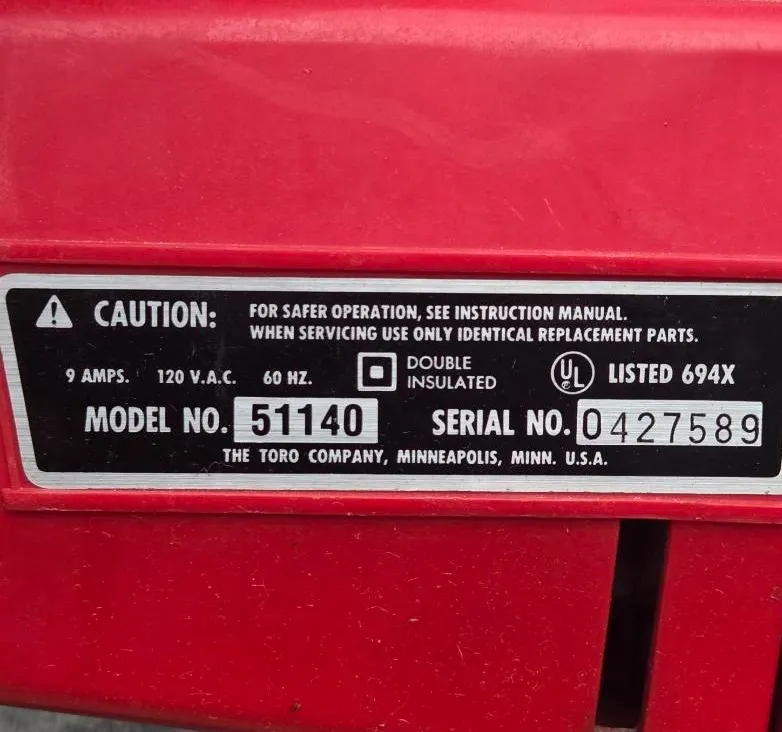 CAUTION: FOR SAFER OPERATION, SEE INSTRUCTION MANUAL.
WHEN SERVICING USE ONLY IDENTICAL REPLACEMENT PARTS.
9 AMPS. 120 V.A.C. 60 HZ. DOUBLE INSULATED UL LISTED 694X
MODEL NO. 51140 SERIAL NO. 0427589
THE TORO COMPANY, MINNEAPOLIS, MINN. U.S.A.